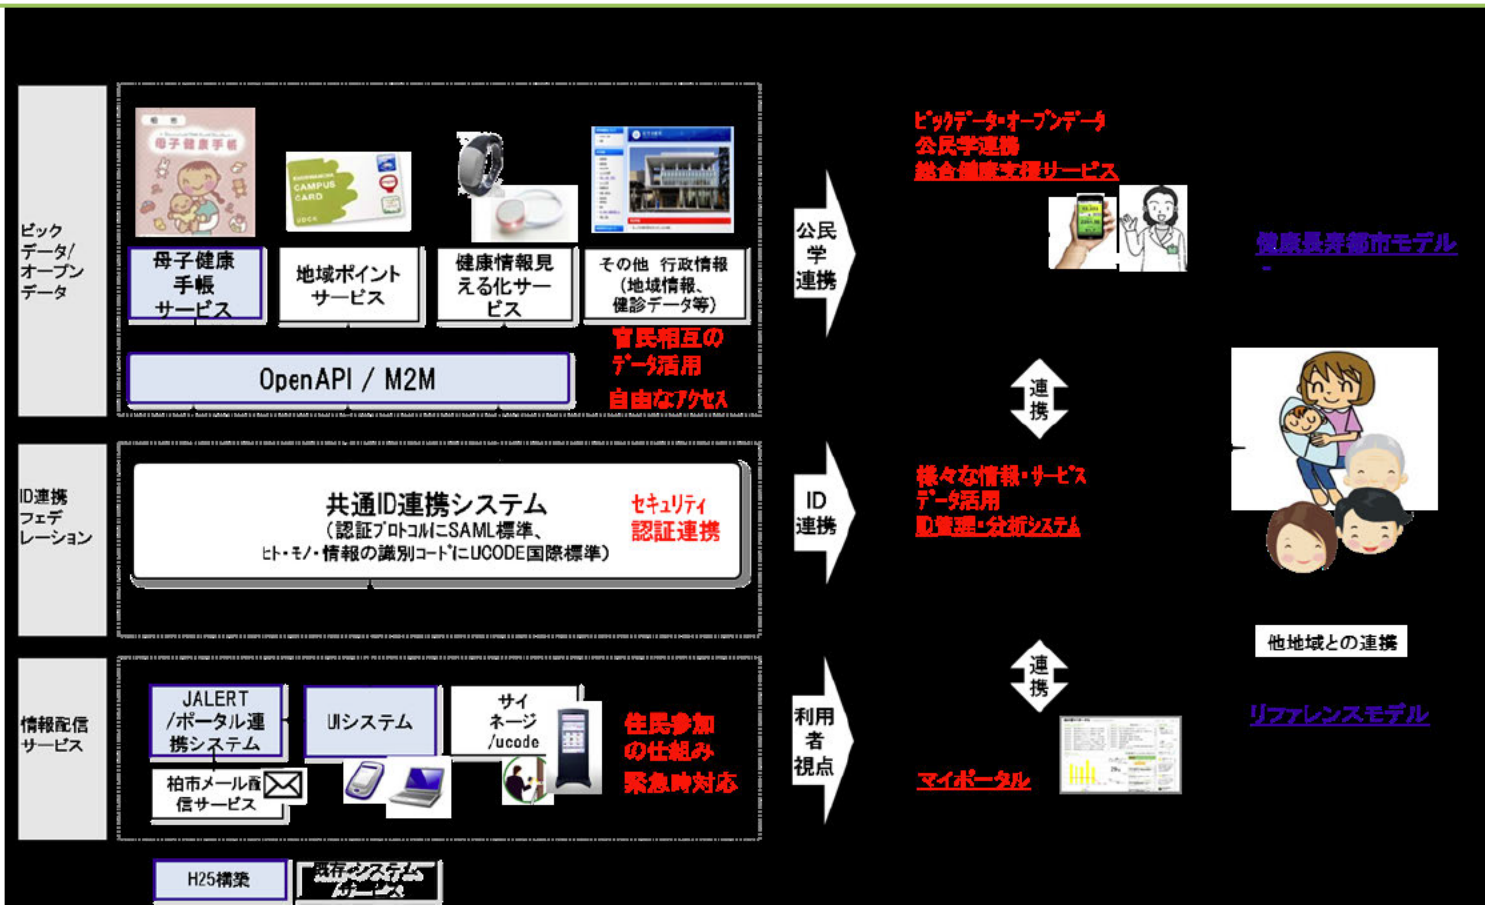 ビック
データ/
オープン
データ
柏 市
母子健康手帳
CAMPUS
CARD
UDCK
母子健康
手帳
サービス
地域ポイント
サービス
健康情報見
える化サー
ビス
その他 行政情報
(地域情報、
健診データ等)
OpenAPI / M2M
官民相互の
データ活用
自由なアクセス
公民
学
連携
ビックデータ・オープンデータ
公民学連携
総合健康支援サービス
健康長寿都市モデル
連
携
ID連携
フェデ
レーション
共通ID連携システム
(認証プロトコルにSAML標準、
ヒト・モノ・情報の識別コードにUCODE国際標準)
セキュリティ
認証連携
ID
連携
様々な情報・サービス
データ活用
ID管理・分析システム
他地域との連携
連
携
情報配信
サービス
JALERT
/ポータル連
携システム
UIシステム
サイ
ネージ
/ucode
柏市メール配
信サービス
住民参加
の仕組み
緊急時対応
利用
者
視点
マイポータル
リファレンスモデル
H25構築
既存システム
/サービス